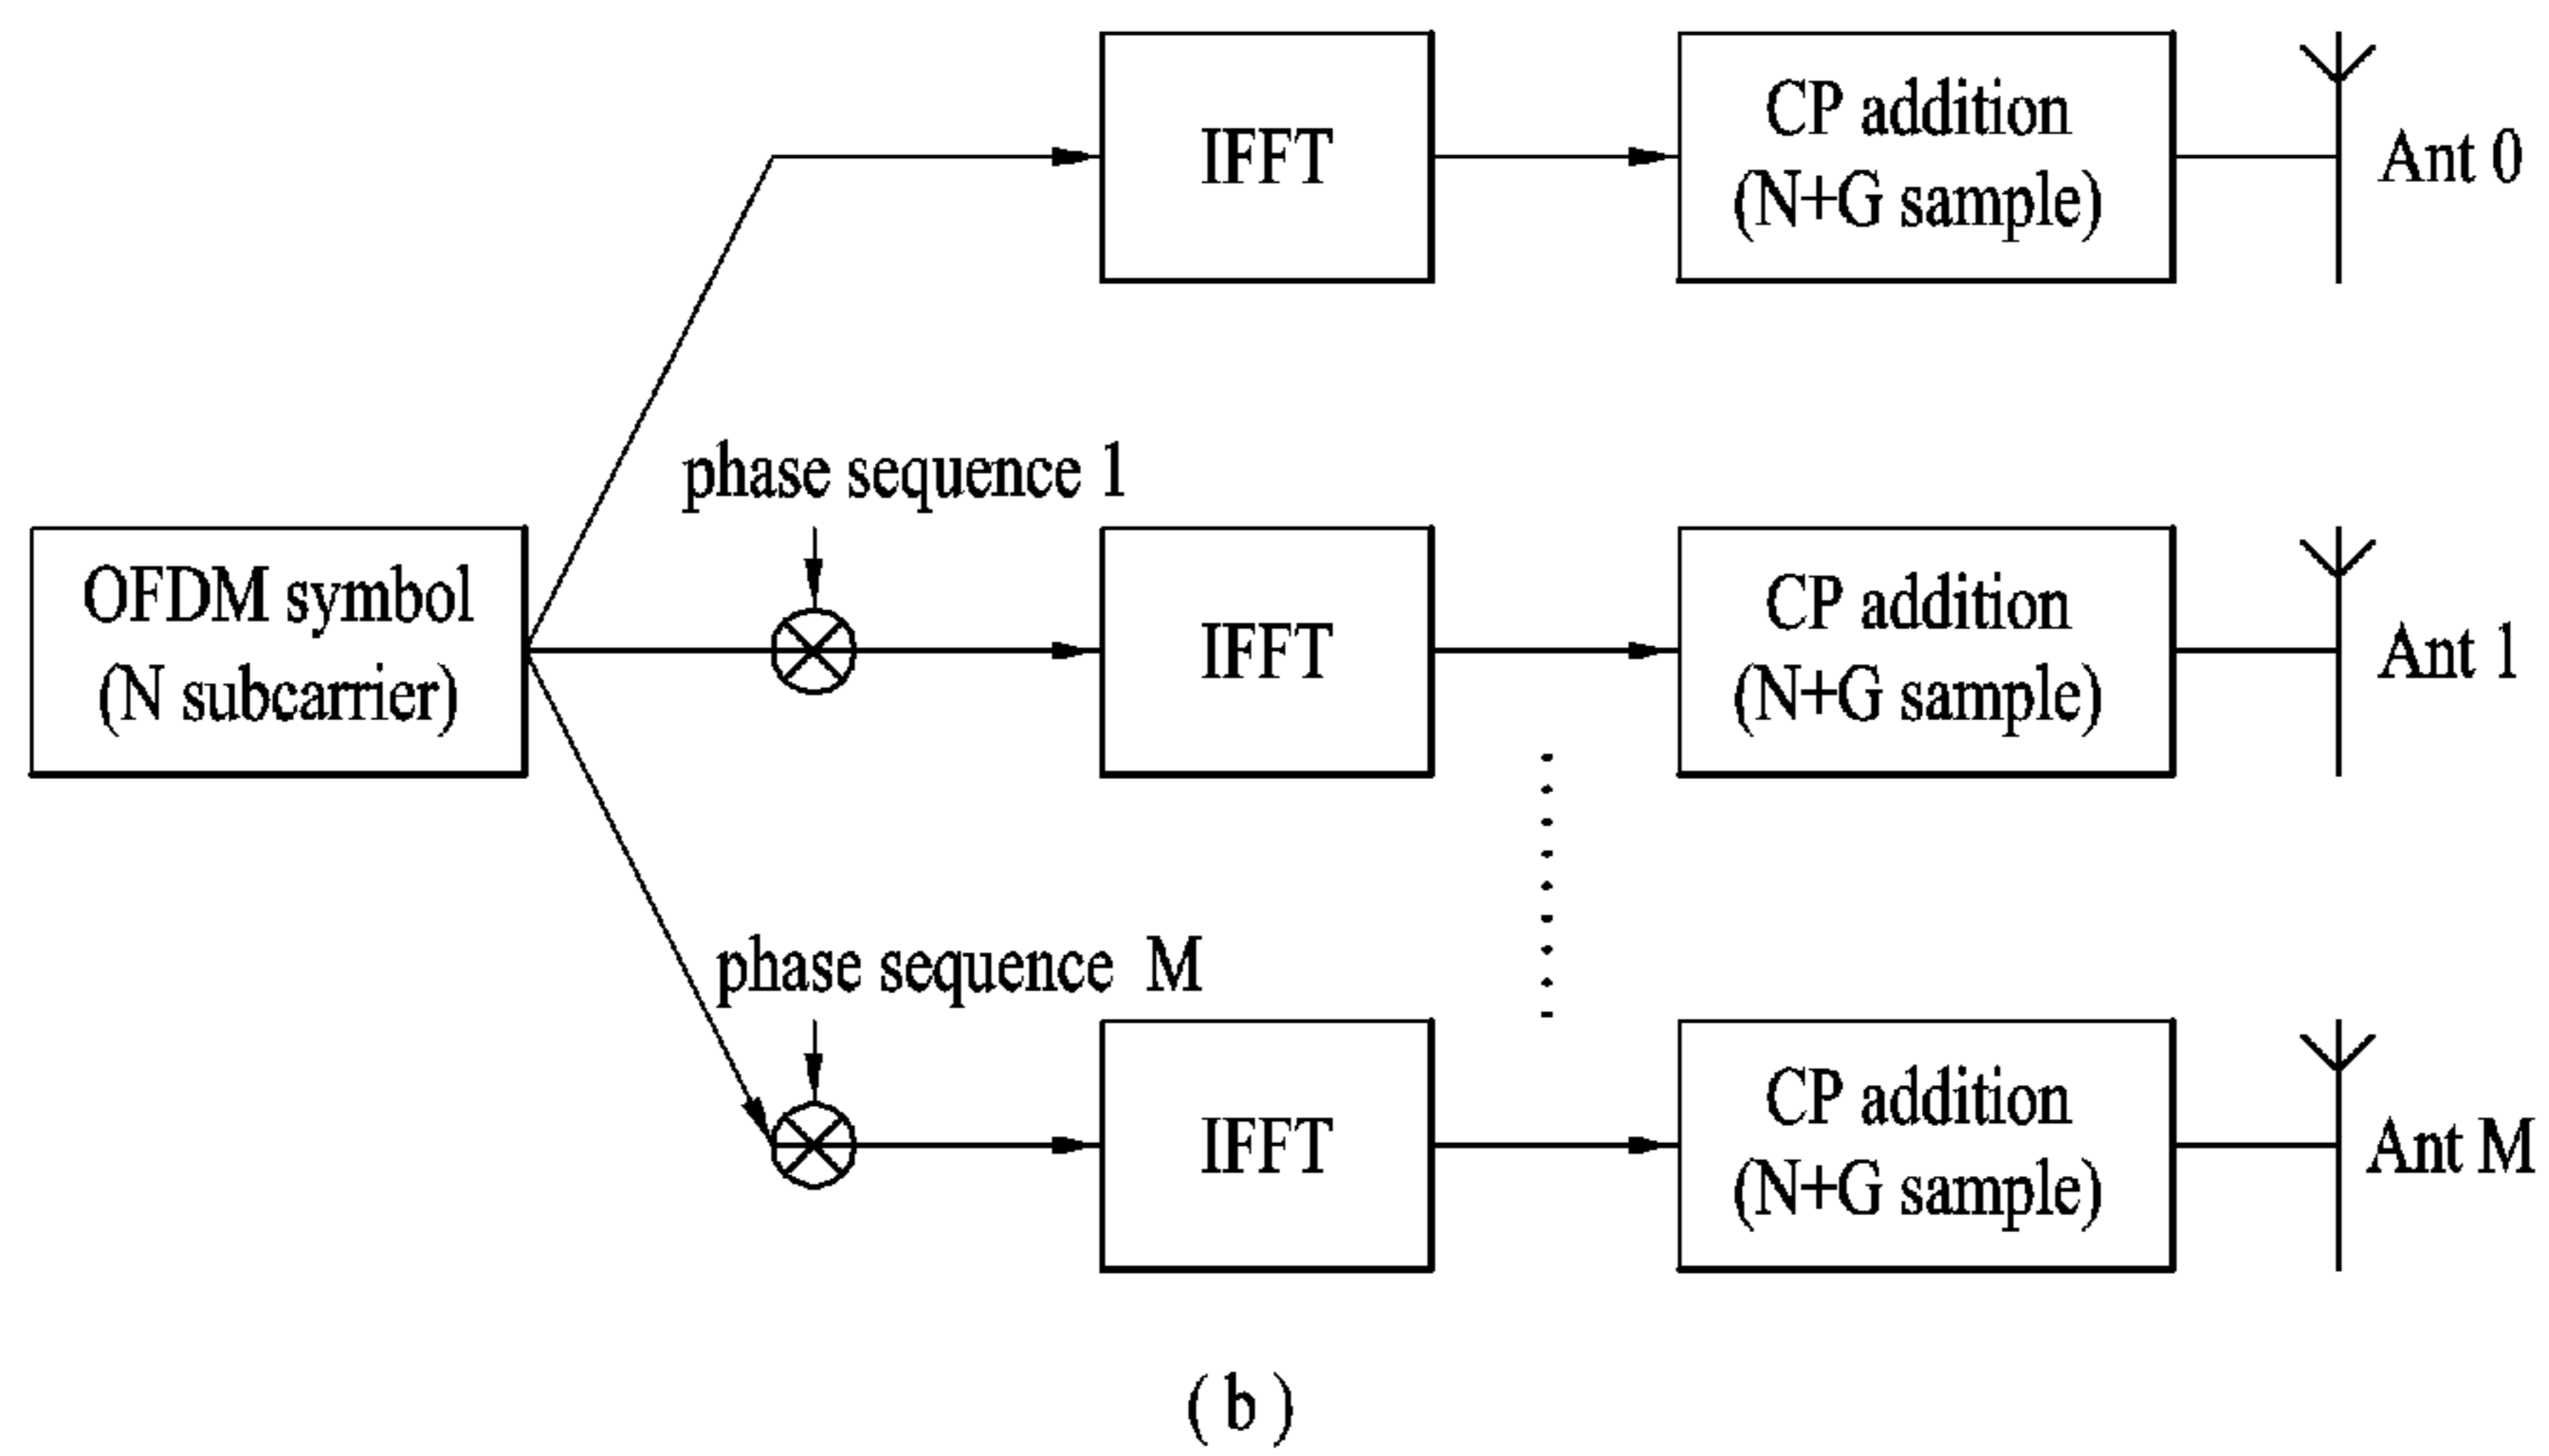 IFFT
CP addition
(N+G sample)
Ant 0
phase sequence 1
OFDM symbol
(N subcarrier)
IFFT
CP addition
(N+G sample)
Ant 1
phase sequence M
IFFT
CP addition
(N+G sample)
Ant M
( b )